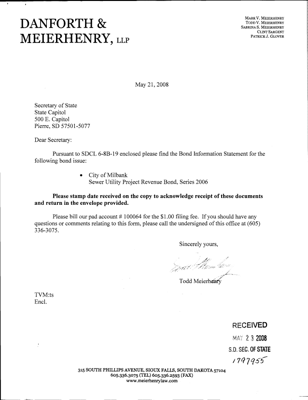 DANFORTH &
MEIERHENRY, LLP
MARK V. MEIERHENRY
TODD V. MEIERHENRY
SABRINA S. MEIERHENRY
CLINT SARGENT
PATRICK J. GLOVER
May 21, 2008
Secretary of State
State Capitol
500 E. Capitol
Pierre, SD 57501-5077
Dear Secretary:
Pursuant to SDCL 6-8B-19 enclosed please find the Bond Information Statement for the
following bond issue:
• City of Milbank
Sewer Utility Project Revenue Bond, Series 2006
Please stamp date received on the copy to acknowledge receipt of these documents
and return in the envelope provided.
Please bill our pad account # 100064 for the $1.00 filing fee. If you should have any
questions or comments relating to this form, please call the undersigned of this office at (605)
336-3075.
Sincerely yours,
Todd Meierhenry
TVM:ts
Encl.
RECEIVED
MAY 23 2008
S.D. SEC. OF STATE
1797955
315 SOUTH PHILLIPS AVENUE, SIOUX FALLS, SOUTH DAKOTA 57104
605.336.3075 (TEL) 605.336.2593 (FAX)
www.meierhenrylaw.com